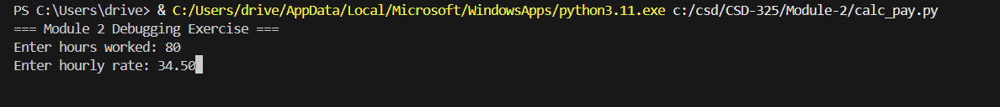 PS C:\Users\drive> & C:/Users/drive/AppData/Local/Microsoft/WindowsApps/python3.11.exe c:/csd/CSD-325/Module-2/calc_pay.py
=== Module 2 Debugging Exercise ===
Enter hours worked: 80
Enter hourly rate: 34.50